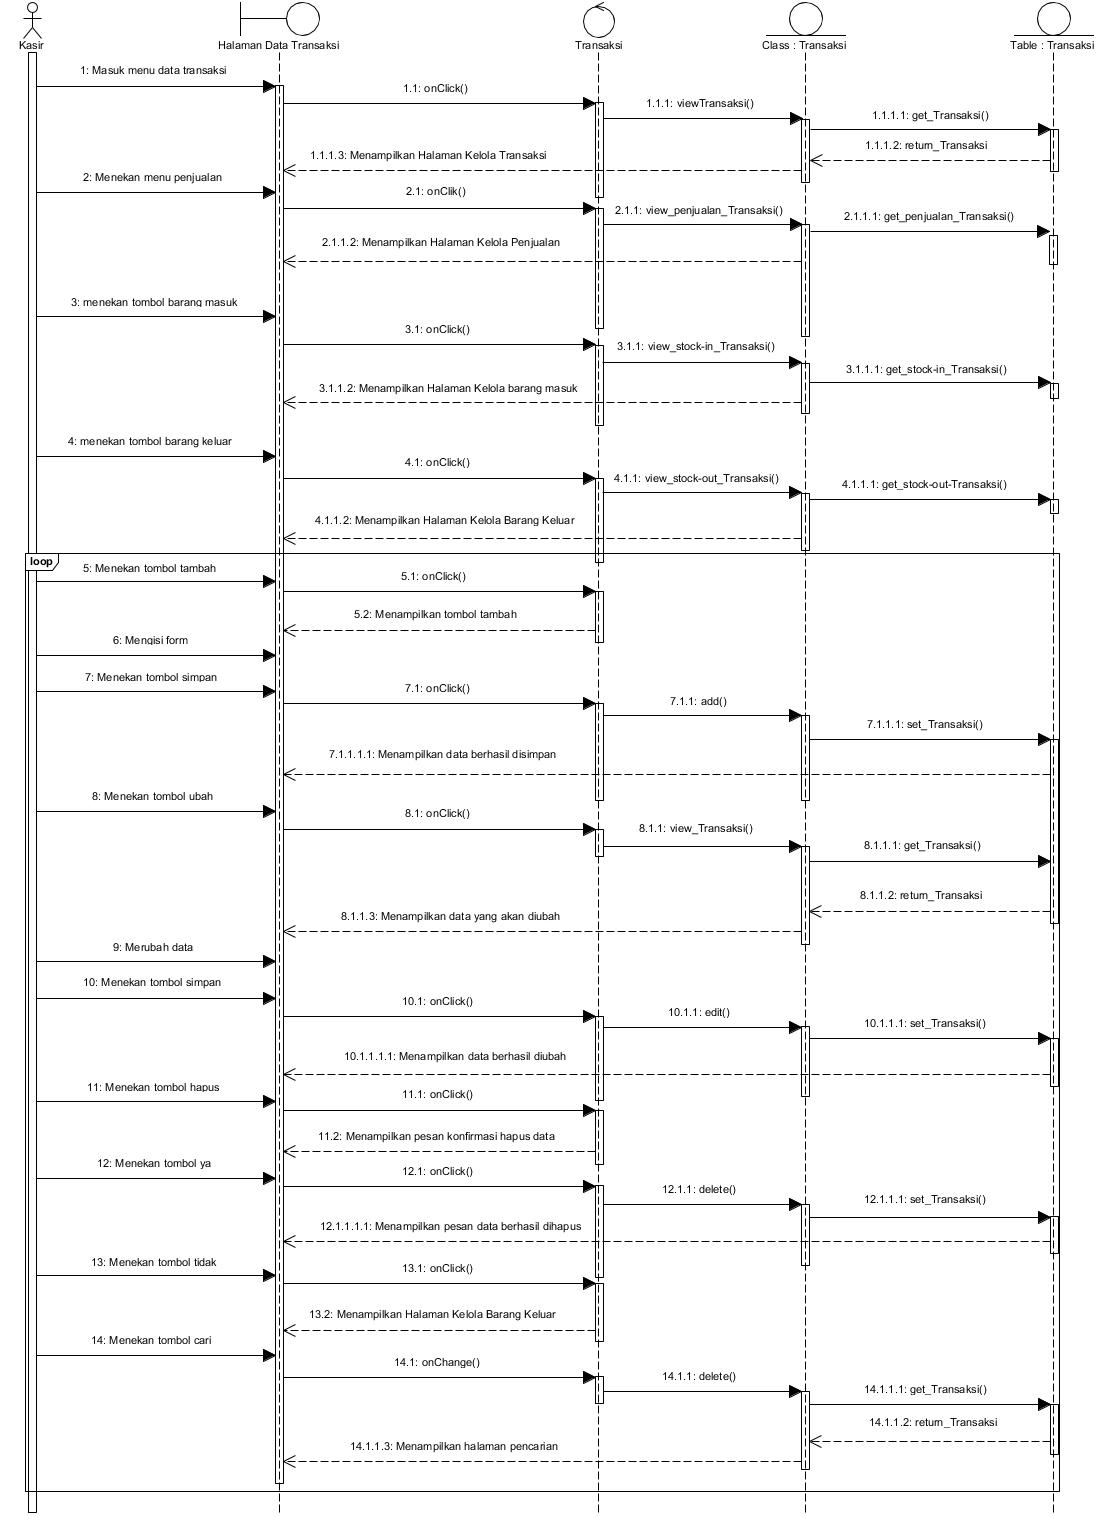 Kasir
Halaman Data Transaksi
Transaksi
Class : Transaksi
Table : Transaksi
1: Masuk menu data transaksi
1.1: onClick()
1.1.1: viewTransaksi()
1.1.1.1: get_Transaksi()
1.1.1.2: return_Transaksi
1.1.1.3: Menampilkan Halaman Kelola Transaksi
2: Menekan menu penjualan
2.1: onClik()
2.1.1: view_penjualan_Transaksi()
2.1.1.1: get_penjualan_Transaksi()
2.1.1.2: Menampilkan Halaman Kelola Penjualan
3: menekan tombol barang masuk
3.1: onClick()
3.1.1: view_stock-in_Transaksi()
3.1.1.1: get_stock-in_Transaksi()
3.1.1.2: Menampilkan Halaman Kelola barang masuk
4: menekan tombol barang keluar
4.1: onClick()
4.1.1: view_stock-out_Transaksi()
4.1.1.1: get_stock-out-Transaksi()
4.1.1.2: Menampilkan Halaman Kelola Barang Keluar
loop
5: Menekan tombol tambah
5.1: onClick()
5.2: Menampilkan tombol tambah
6: Mengisi form
7: Menekan tombol simpan
7.1: onClick()
7.1.1: add()
7.1.1.1: set_Transaksi()
7.1.1.1.1: Menampilkan data berhasil disimpan
8: Menekan tombol ubah
8.1: onClick()
8.1.1: view_Transaksi()
8.1.1.1: get_Transaksi()
8.1.1.2: return_Transaksi
8.1.1.3: Menampilkan data yang akan diubah
9: Merubah data
10: Menekan tombol simpan
10.1: onClick()
10.1.1: edit()
10.1.1.1: set_Transaksi()
10.1.1.1.1: Menampilkan data berhasil diubah
11: Menekan tombol hapus
11.1: onClick()
11.2: Menampilkan pesan konfirmasi hapus data
12: Menekan tombol ya
12.1: onClick()
12.1.1: delete()
12.1.1.1: set_Transaksi()
12.1.1.1.1: Menampilkan pesan data berhasil dihapus
13: Menekan tombol tidak
13.1: onClick()
13.2: Menampilkan Halaman Kelola Barang Keluar
14: Menekan tombol cari
14.1: onChange()
14.1.1: delete()
14.1.1.1: get_Transaksi()
14.1.1.2: return_Transaksi
14.1.1.3: Menampilkan halaman pencarian